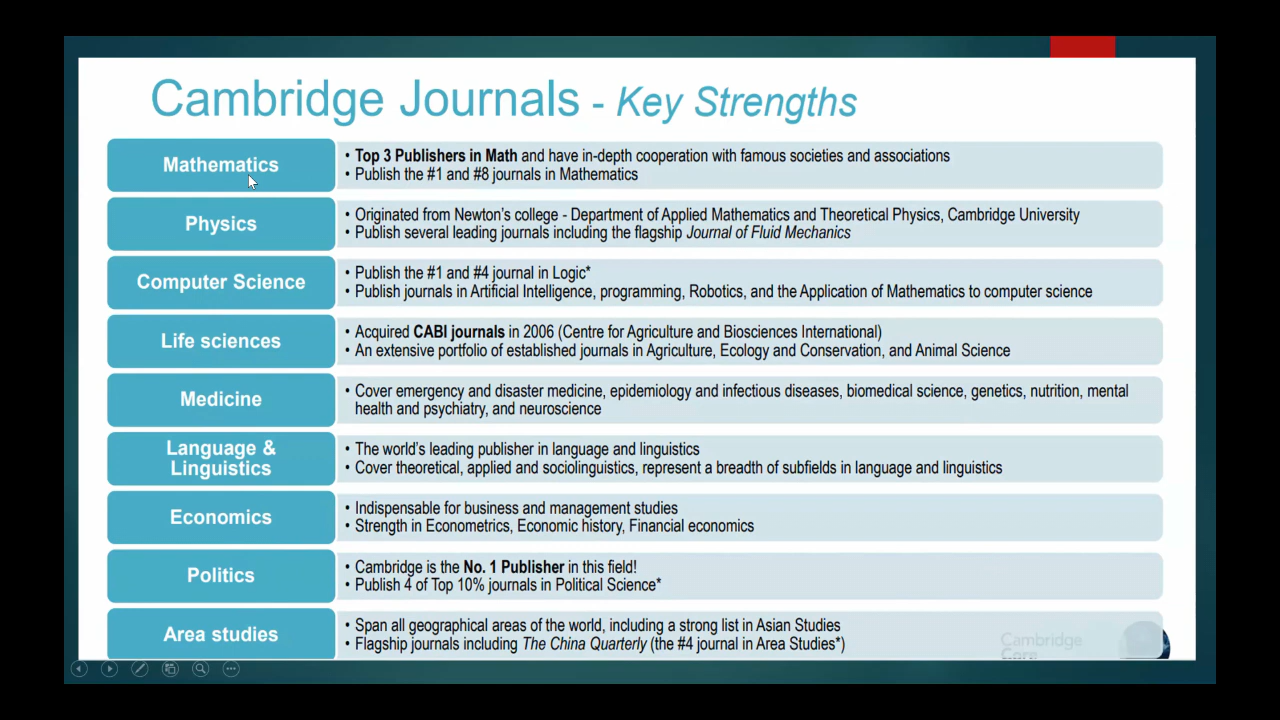 Cambridge Journals - Key Strengths
Mathematics
• Top 3 Publishers in Math and have in-depth cooperation with famous societies and associations
• Publish the #1 and #8 journals in Mathematics
Physics
• Originated from Newton's college - Department of Applied Mathematics and Theoretical Physics, Cambridge University
• Publish several leading journals including the flagship Journal of Fluid Mechanics
Computer Science
• Publish the #1 and #4 journal in Logic*
• Publish journals in Artificial Intelligence, programming, Robotics, and the Application of Mathematics to computer science
Life sciences
• Acquired CABI journals in 2006 (Centre for Agriculture and Biosciences International)
• An extensive portfolio of established journals in Agriculture, Ecology and Conservation, and Animal Science
Medicine
• Cover emergency and disaster medicine, epidemiology and infectious diseases, biomedical science, genetics, nutrition, mental
health and psychiatry, and neuroscience
Language &
Linguistics
• The world's leading publisher in language and linguistics
• Cover theoretical, applied and sociolinguistics, represent a breadth of subfields in language and linguistics
Economics
• Indispensable for business and management studies
• Strength in Econometrics, Economic history, Financial economics
Politics
• Cambridge is the No. 1 Publisher in this field!
• Publish 4 of Top 10% journals in Political Science*
Area studies
• Span all geographical areas of the world, including a strong list in Asian Studies
• Flagship journals including The China Quarterly (the #4 journal in Area Studies*)
Cambridge